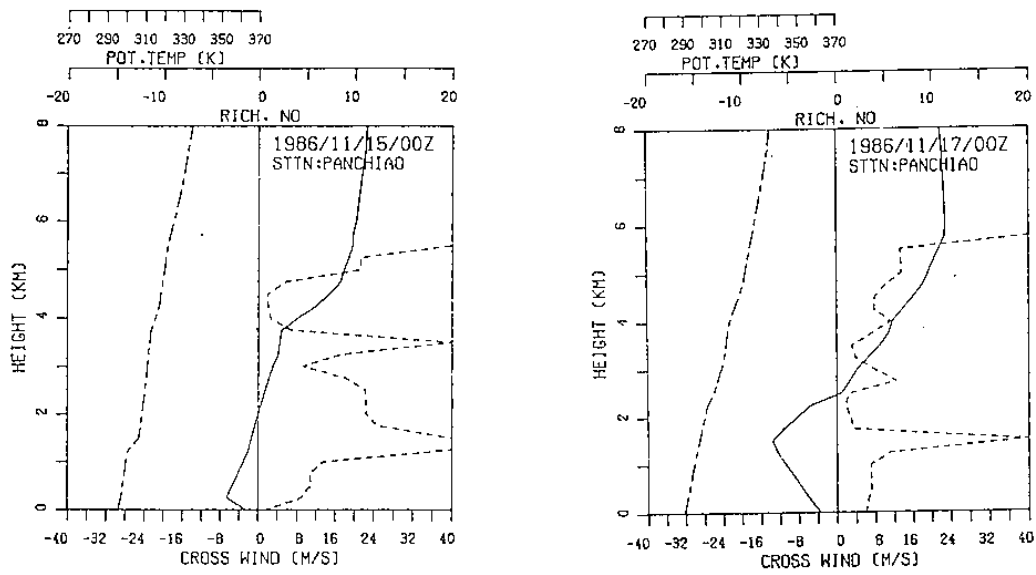 270 290 310 330 350 370
POT.TEMP (K)
-20 -10 0 10 20
RICH. NO
1986/11/15/00Z
STTN:PANCHIAO
8
6
4
2
0
HEIGHT (KM)
-40 -32 -24 -16 -8 0 8 16 24 32 40
CROSS WIND (M/S)
270 290 310 330 350 370
POT.TEMP (K)
-20 -10 0 10 20
RICH. NO
1986/11/17/00Z
STTN:PANCHIAO
8
6
4
2
0
HEIGHT (KM)
-40 -32 -24 -16 -8 0 8 16 24 32 40
CROSS WIND (M/S)